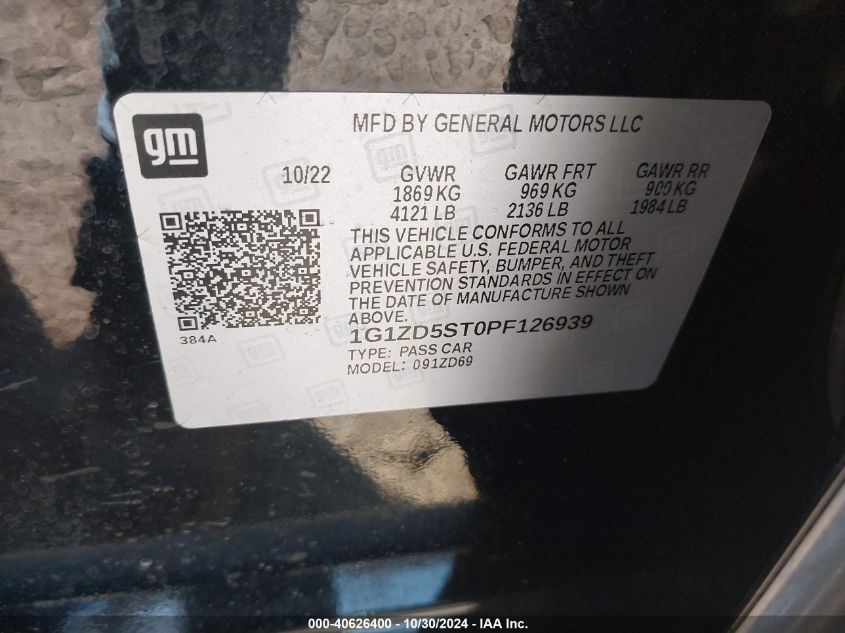 gm
MFD BY GENERAL MOTORS LLC
10/22 GVWR GAWR FRT GAWR RR
1869 KG 969 KG 900 KG
4121 LB 2136 LB 1984 LB
THIS VEHICLE CONFORMS TO ALL
APPLICABLE U.S. FEDERAL MOTOR
VEHICLE SAFETY, BUMPER, AND THEFT
PREVENTION STANDARDS IN EFFECT ON
THE DATE OF MANUFACTURE SHOWN
ABOVE.
384A
1G1ZD5ST0PF126939
TYPE: PASS CAR
MODEL: 091ZD69
000-40626400 - 10/30/2024 - IAA Inc.